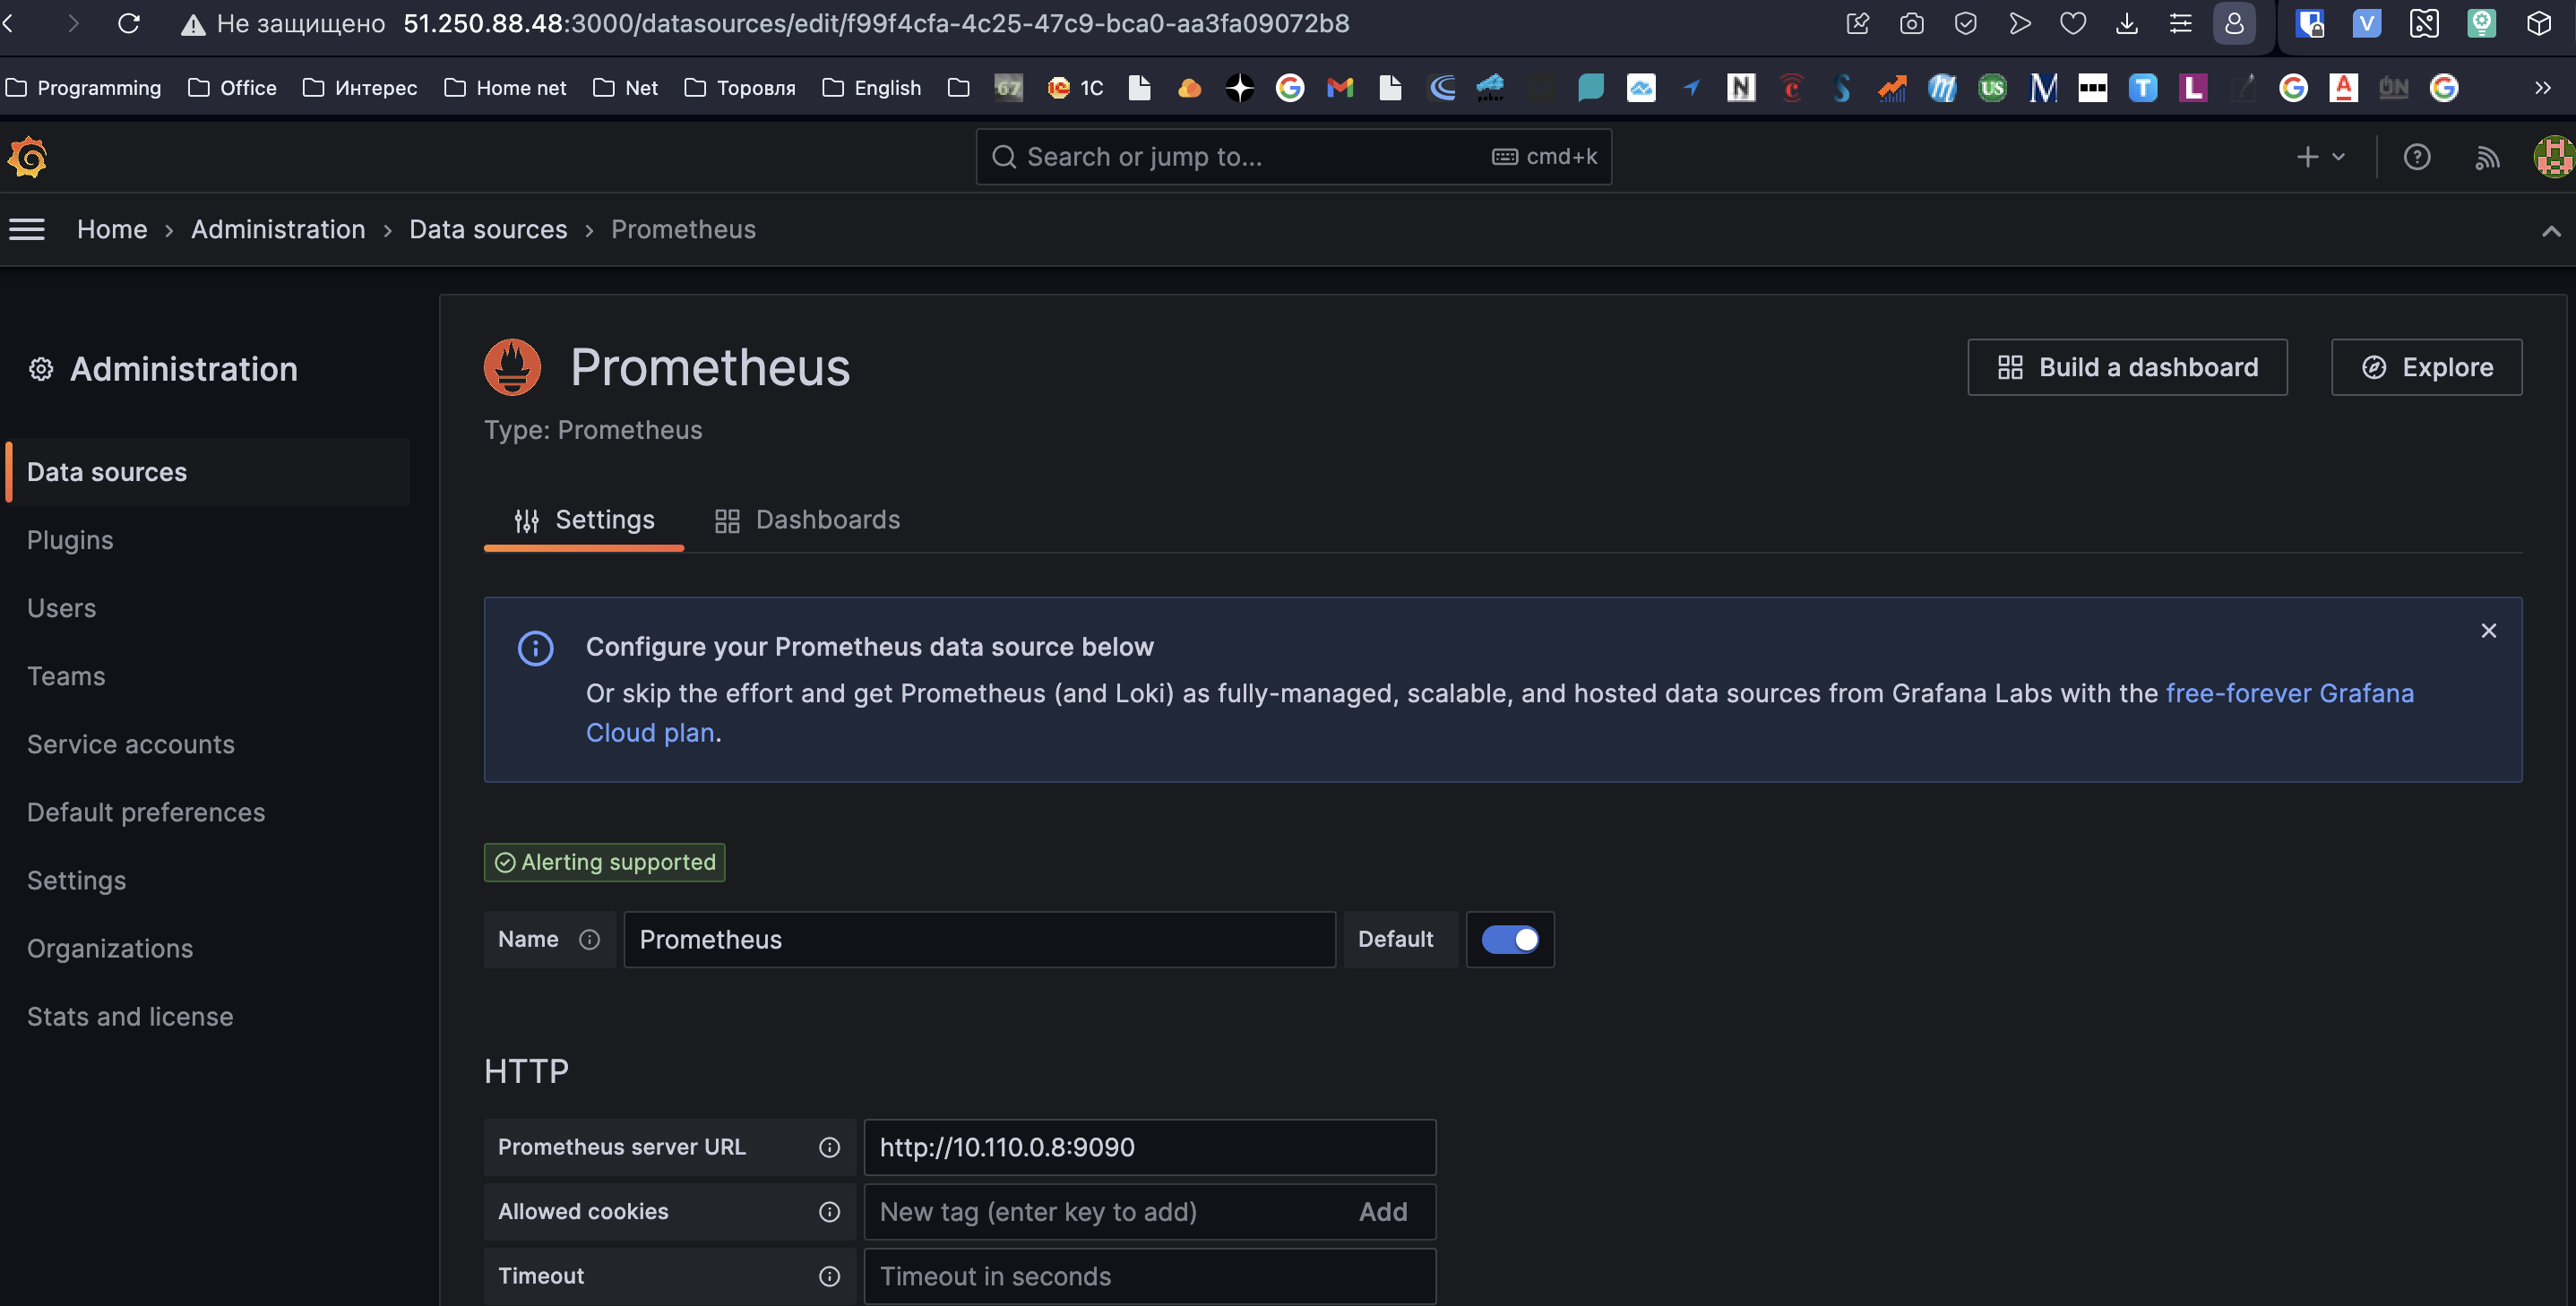 Не защищено 51.250.88.48:3000/datasources/edit/f99f4cfa-4c25-47c9-bca0-aa3fa09072b8
Programming Office Интерес Home net Net Торовля English 67 1C
Search or jump to... cmd+k
Home › Administration › Data sources › Prometheus
Administration
Data sources
Plugins
Users
Teams
Service accounts
Default preferences
Settings
Organizations
Stats and license
Prometheus
Build a dashboard Explore
Type: Prometheus
Settings Dashboards
Configure your Prometheus data source below
Or skip the effort and get Prometheus (and Loki) as fully-managed, scalable, and hosted data sources from Grafana Labs with the free-forever Grafana
Cloud plan.
Alerting supported
Name Prometheus Default
HTTP
Prometheus server URL http://10.110.0.8:9090
Allowed cookies New tag (enter key to add) Add
Timeout Timeout in seconds